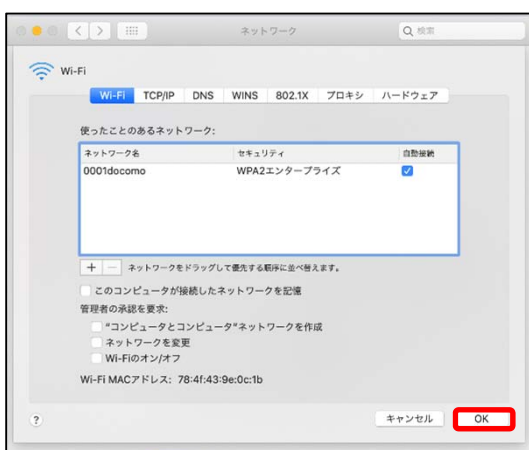 ネットワーク
検索
Wi-Fi
Wi-Fi TCP/IP DNS WINS 802.1X プロキシ ハードウェア
使ったことのあるネットワーク:
ネットワーク名 セキュリティ 自動接続
0001docomo WPA2エンタープライズ
+ − ネットワークをドラッグして優先する順序に並べ替えます。
このコンピュータが接続したネットワークを記憶
管理者の承認を要求:
"コンピュータとコンピュータ"ネットワークを作成
ネットワークを変更
Wi-Fiのオン/オフ
Wi-Fi MACアドレス: 78:4f:43:9e:0c:1b
? キャンセル OK